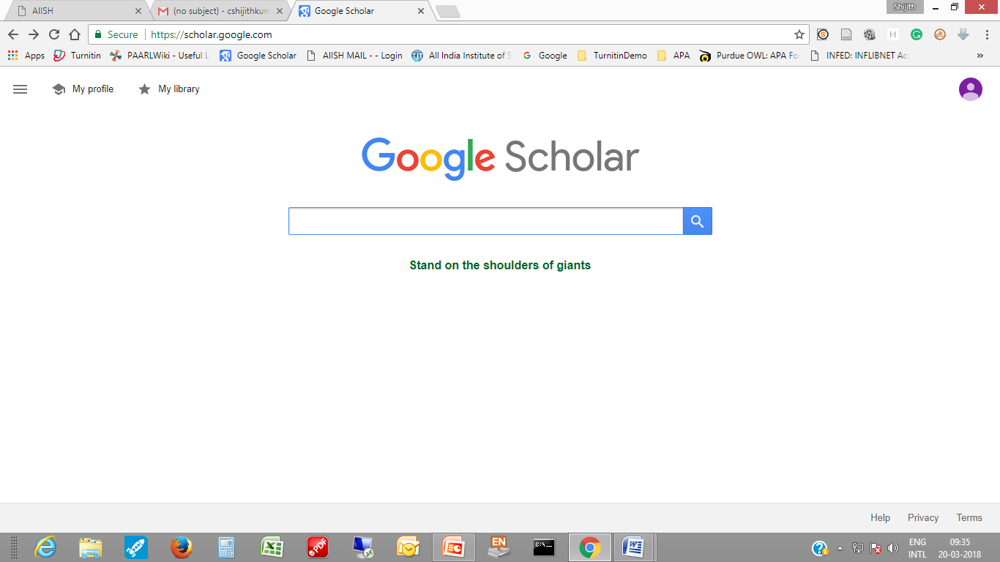 AIISH
(no subject) - cshijithkum
Google Scholar
Shijith
Secure
https://scholar.google.com
Apps
Turnitin
PAARLWiki - Useful L
Google Scholar
AIISH MAIL - - Login
All India Institute of S
Google
TurnitinDemo
APA
Purdue OWL: APA Fo
INFED: INFLIBNET Acc
»
My profile
My library
Google Scholar
Stand on the shoulders of giants
Help
Privacy
Terms
PDF
EN
C:\_
ENG
INTL
09:35
20-03-2018